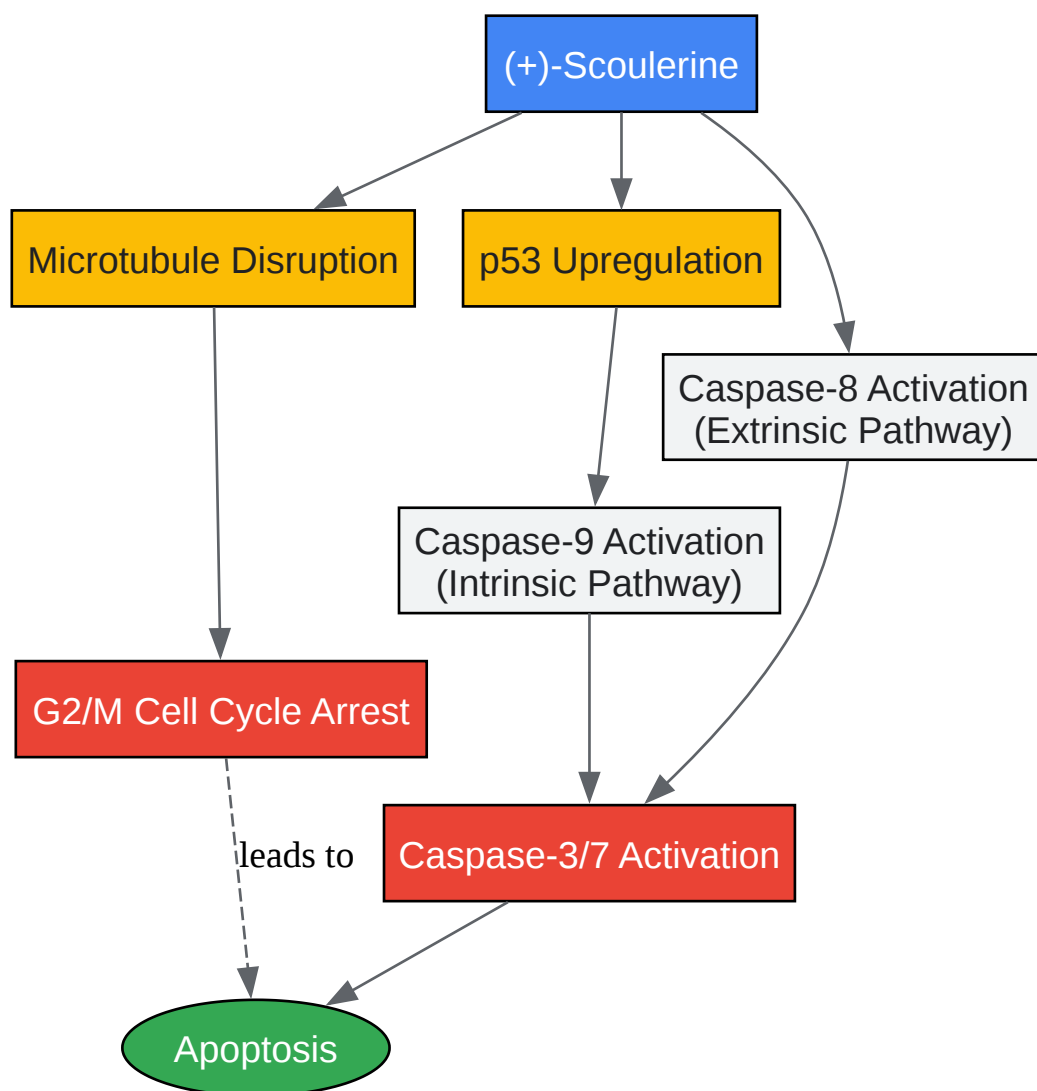 (+)-Scoulerine
Microtubule Disruption
p53 Upregulation
Caspase-8 Activation
(Extrinsic Pathway)
Caspase-9 Activation
(Intrinsic Pathway)
G2/M Cell Cycle Arrest
leads to
Caspase-3/7 Activation
Apoptosis